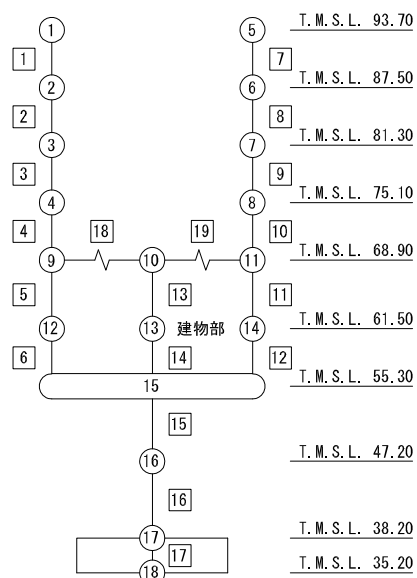 1 5 T.M.S.L. 93.70
1 7
2 6 T.M.S.L. 87.50
2 8
3 7 T.M.S.L. 81.30
3 9
4 8 T.M.S.L. 75.10
4 18 19 10
9 10 11 T.M.S.L. 68.90
5 13 11
12 13 建物部 14 T.M.S.L. 61.50
6 14 12
15 T.M.S.L. 55.30
15
16 T.M.S.L. 47.20
16
17 T.M.S.L. 38.20
17
18 T.M.S.L. 35.20